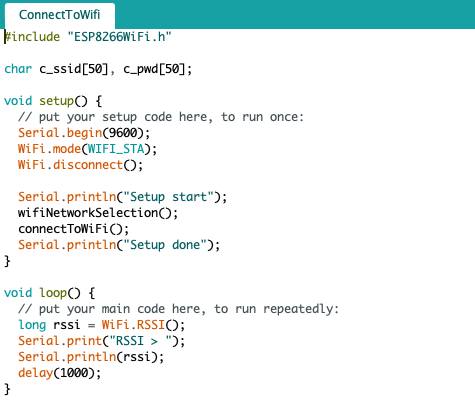 ConnectToWifi
#include "ESP8266WiFi.h"
char c_ssid[50], c_pwd[50];
void setup() {
// put your setup code here, to run once:
Serial.begin(9600);
WiFi.mode(WIFI_STA);
WiFi.disconnect();
Serial.println("Setup start");
wifiNetworkSelection();
connectToWiFi();
Serial.println("Setup done");
}
void loop() {
// put your main code here, to run repeatedly:
long rssi = WiFi.RSSI();
Serial.print("RSSI > ");
Serial.println(rssi);
delay(1000);
}